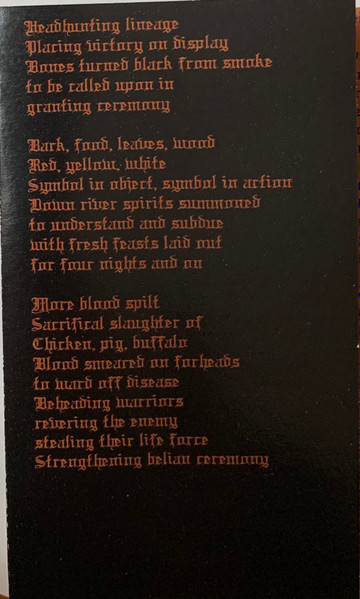 Headhunting lineage
Placing victory on display
Bones turned black from smoke
to be called upon in
granting ceremony

Bark, food, leaves, wood
Red, yellow, white
Symbol in object, symbol in action
Down river spirits summoned
to understand and subdue
with fresh feasts laid out
for four nights and on

More blood spilt
Sacrifical slaughter of
Chicken, pig, buffalo
Blood smeared on forheads
to ward off disease
Beheading warriors
revering the enemy
stealing their life force
Strengthening belian ceremony